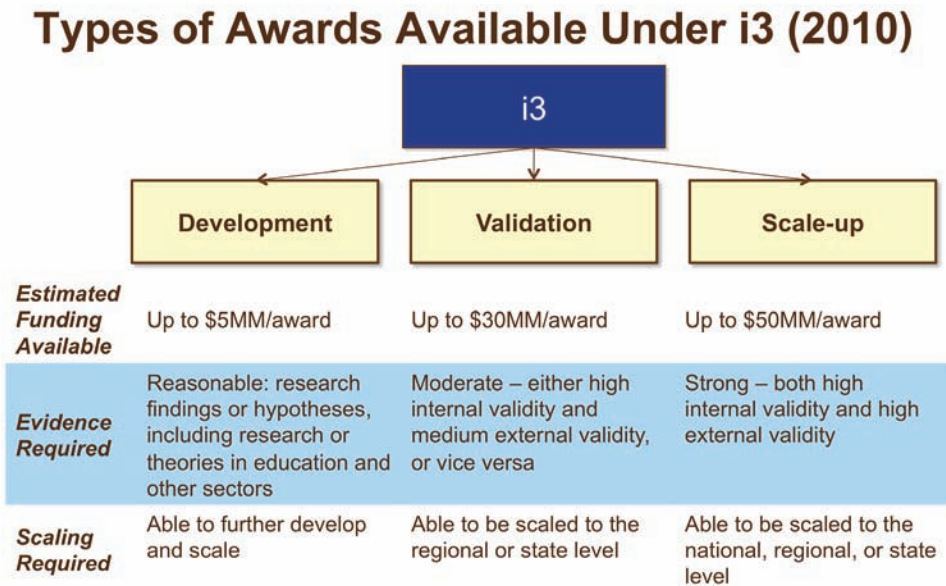 Types of Awards Available Under i3 (2010)
i3
Development
Validation
Scale-up
Estimated
Funding
Available
Up to $5MM/award
Up to $30MM/award
Up to $50MM/award
Evidence
Required
Reasonable: research
findings or hypotheses,
including research or
theories in education and
other sectors
Moderate – either high
internal validity and
medium external validity,
or vice versa
Strong – both high
internal validity and high
external validity
Scaling
Required
Able to further develop
and scale
Able to be scaled to the
regional or state level
Able to be scaled to the
national, regional, or state
level